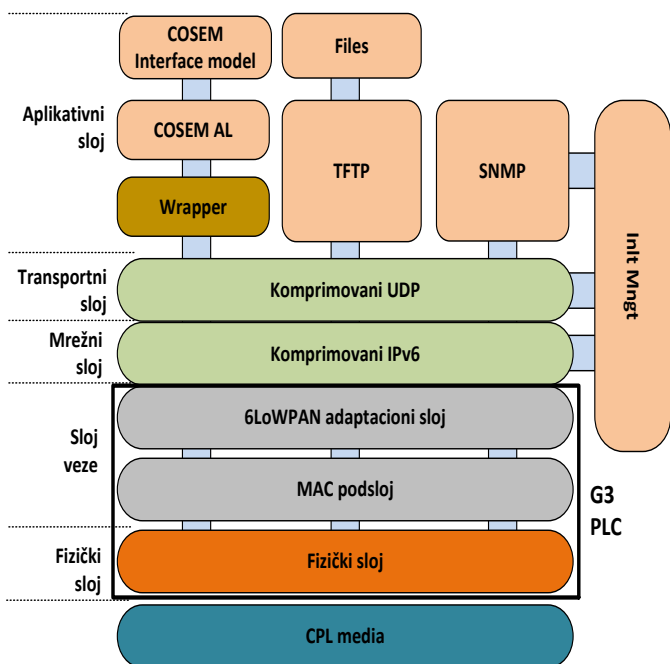 COSEM
Interface model
Files
Aplikativni
sloj
COSEM AL
TFTP
SNMP
Wrapper
InIt Mngt
Transportni
sloj
Komprimovani UDP
Mrežni
sloj
Komprimovani IPv6
6LoWPAN adaptacioni sloj
Sloj
veze
MAC podsloj
G3
PLC
Fizički
sloj
Fizički sloj
CPL media